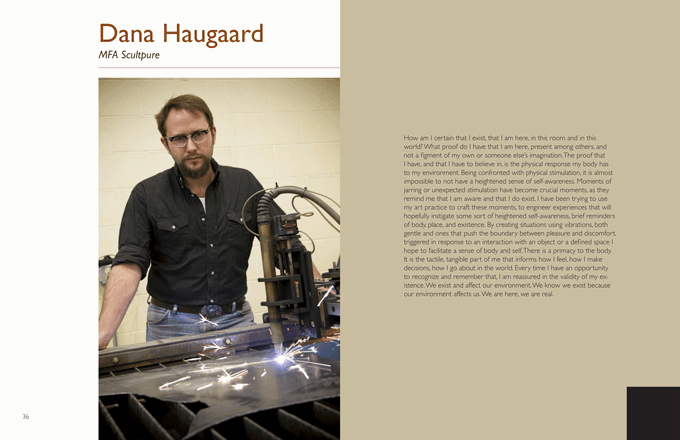 Dana Haugaard
MFA Scultpure
How am I certain that I exist, that I am here, in this room and in this
world? What proof do I have that I am here, present among others, and
not a figment of my own or someone else's imagination. The proof that
I have, and that I have to believe in, is the physical response my body has
to my environment. Being confronted with physical stimulation, it is almost
impossible to not have a heightened sense of self-awareness. Moments of
jarring or unexpected stimulation have become crucial moments, as they
remind me that I am aware and that I do exist. I have been trying to use
my art practice to craft these moments, to engineer experiences that will
hopefully instigate some sort of heightened self-awareness, brief reminders
of body, place, and existence. By creating situations using vibrations, both
gentle and ones that push the boundary between pleasure and discomfort,
triggered in response to an interaction with an object or a defined space I
hope to facilitate a sense of body and self. There is a primacy to the body.
It is the tactile, tangible part of me that informs how I feel, how I make
decisions, how I go about in the world. Every time I have an opportunity
to recognize and remember that, I am reassured in the validity of my ex-
istence. We exist and affect our environment. We know we exist because
our environment affects us. We are here, we are real.
36